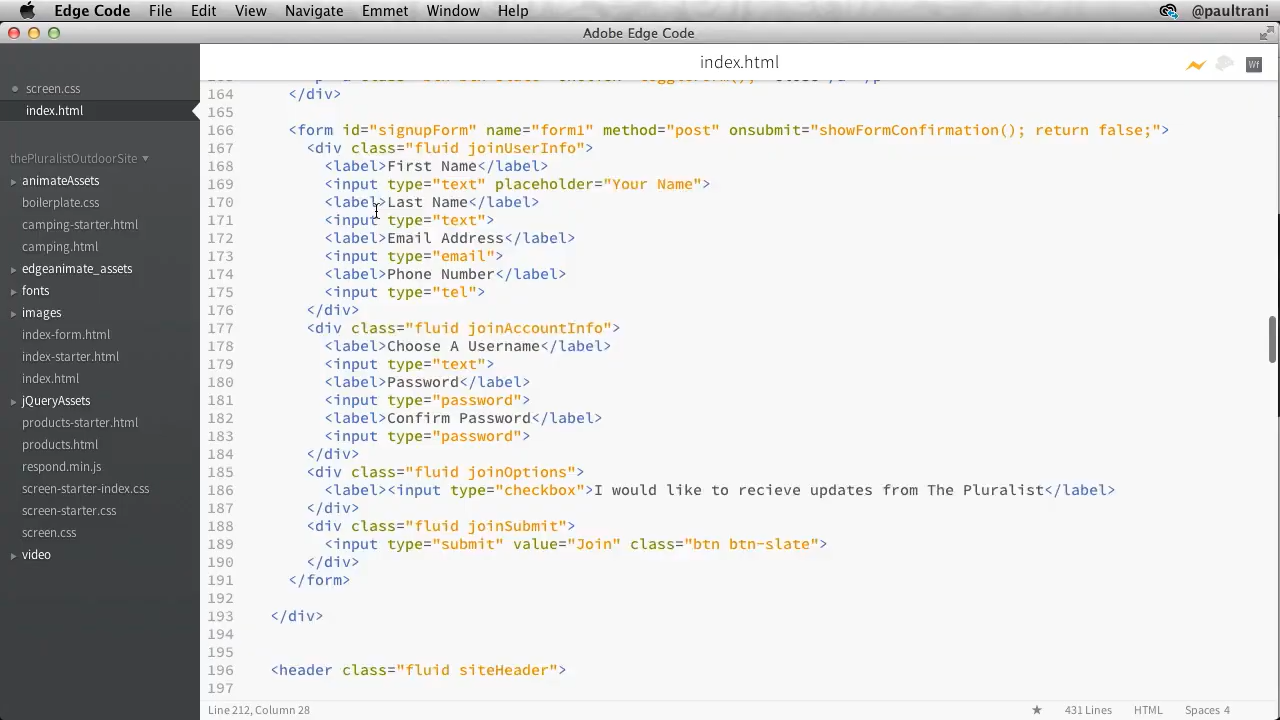 Edge Code File Edit View Navigate Emmet Window Help @paultrani
Adobe Edge Code
index.html
Wf
screen.css
index.html
thePluralistOutdoorSite
animateAssets
boilerplate.css
camping-starter.html
camping.html
edgeanimate_assets
fonts
images
index-form.html
index-starter.html
index.html
jQueryAssets
products-starter.html
products.html
respond.min.js
screen-starter-index.css
screen-starter.css
screen.css
video
164 </div>
165
166 <form id="signupForm" name="form1" method="post" onsubmit="showFormConfirmation(); return false;">
167 <div class="fluid joinUserInfo">
168 <label>First Name</label>
169 <input type="text" placeholder="Your Name">
170 <label>Last Name</label>
171 <input type="text">
172 <label>Email Address</label>
173 <input type="email">
174 <label>Phone Number</label>
175 <input type="tel">
176 </div>
177 <div class="fluid joinAccountInfo">
178 <label>Choose A Username</label>
179 <input type="text">
180 <label>Password</label>
181 <input type="password">
182 <label>Confirm Password</label>
183 <input type="password">
184 </div>
185 <div class="fluid joinOptions">
186 <label><input type="checkbox">I would like to recieve updates from The Pluralist</label>
187 </div>
188 <div class="fluid joinSubmit">
189 <input type="submit" value="Join" class="btn btn-slate">
190 </div>
191 </form>
192
193 </div>
194
195
196 <header class="fluid siteHeader">
197
Line 212, Column 28 431 Lines HTML Spaces 4